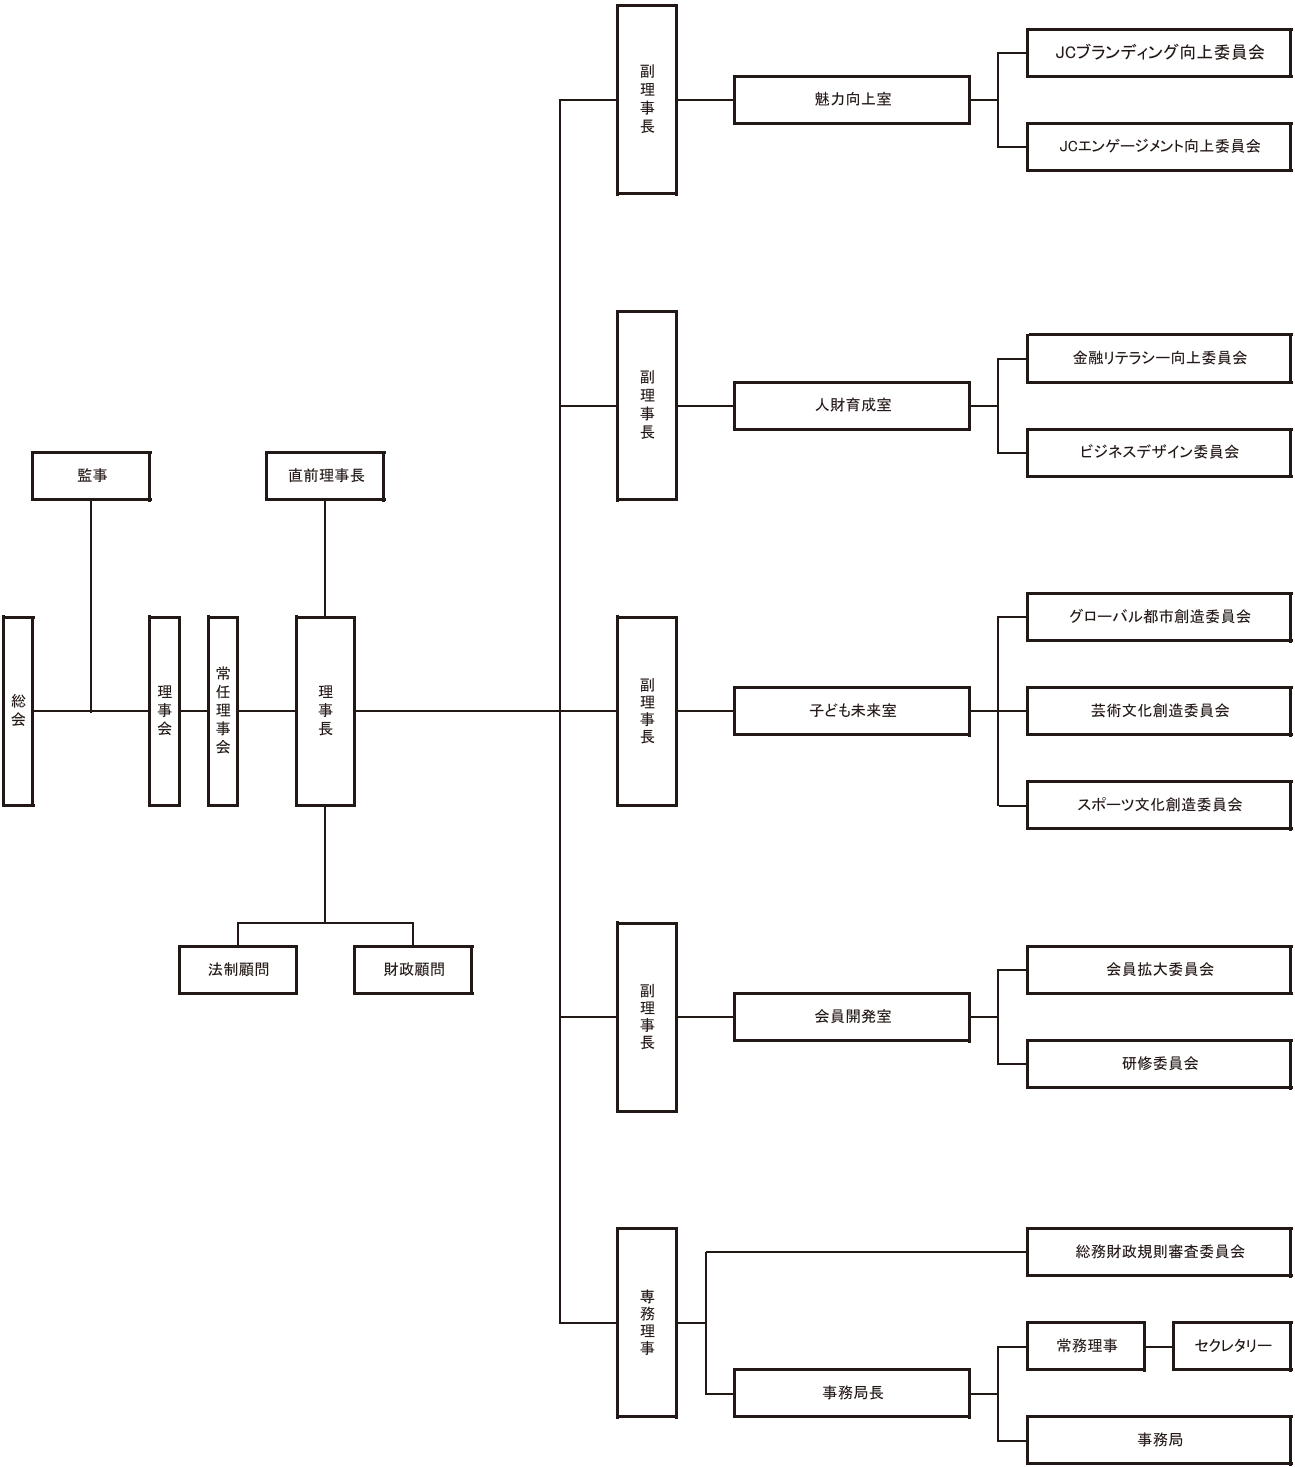 総会
監事
理事会
常任理事会
直前理事長
理事長
法制顧問
財政顧問
副理事長
魅力向上室
JCブランディング向上委員会
JCエンゲージメント向上委員会
副理事長
人財育成室
金融リテラシー向上委員会
ビジネスデザイン委員会
副理事長
子ども未来室
グローバル都市創造委員会
芸術文化創造委員会
スポーツ文化創造委員会
副理事長
会員開発室
会員拡大委員会
研修委員会
専務理事
総務財政規則審査委員会
事務局長
常務理事
セクレタリー
事務局